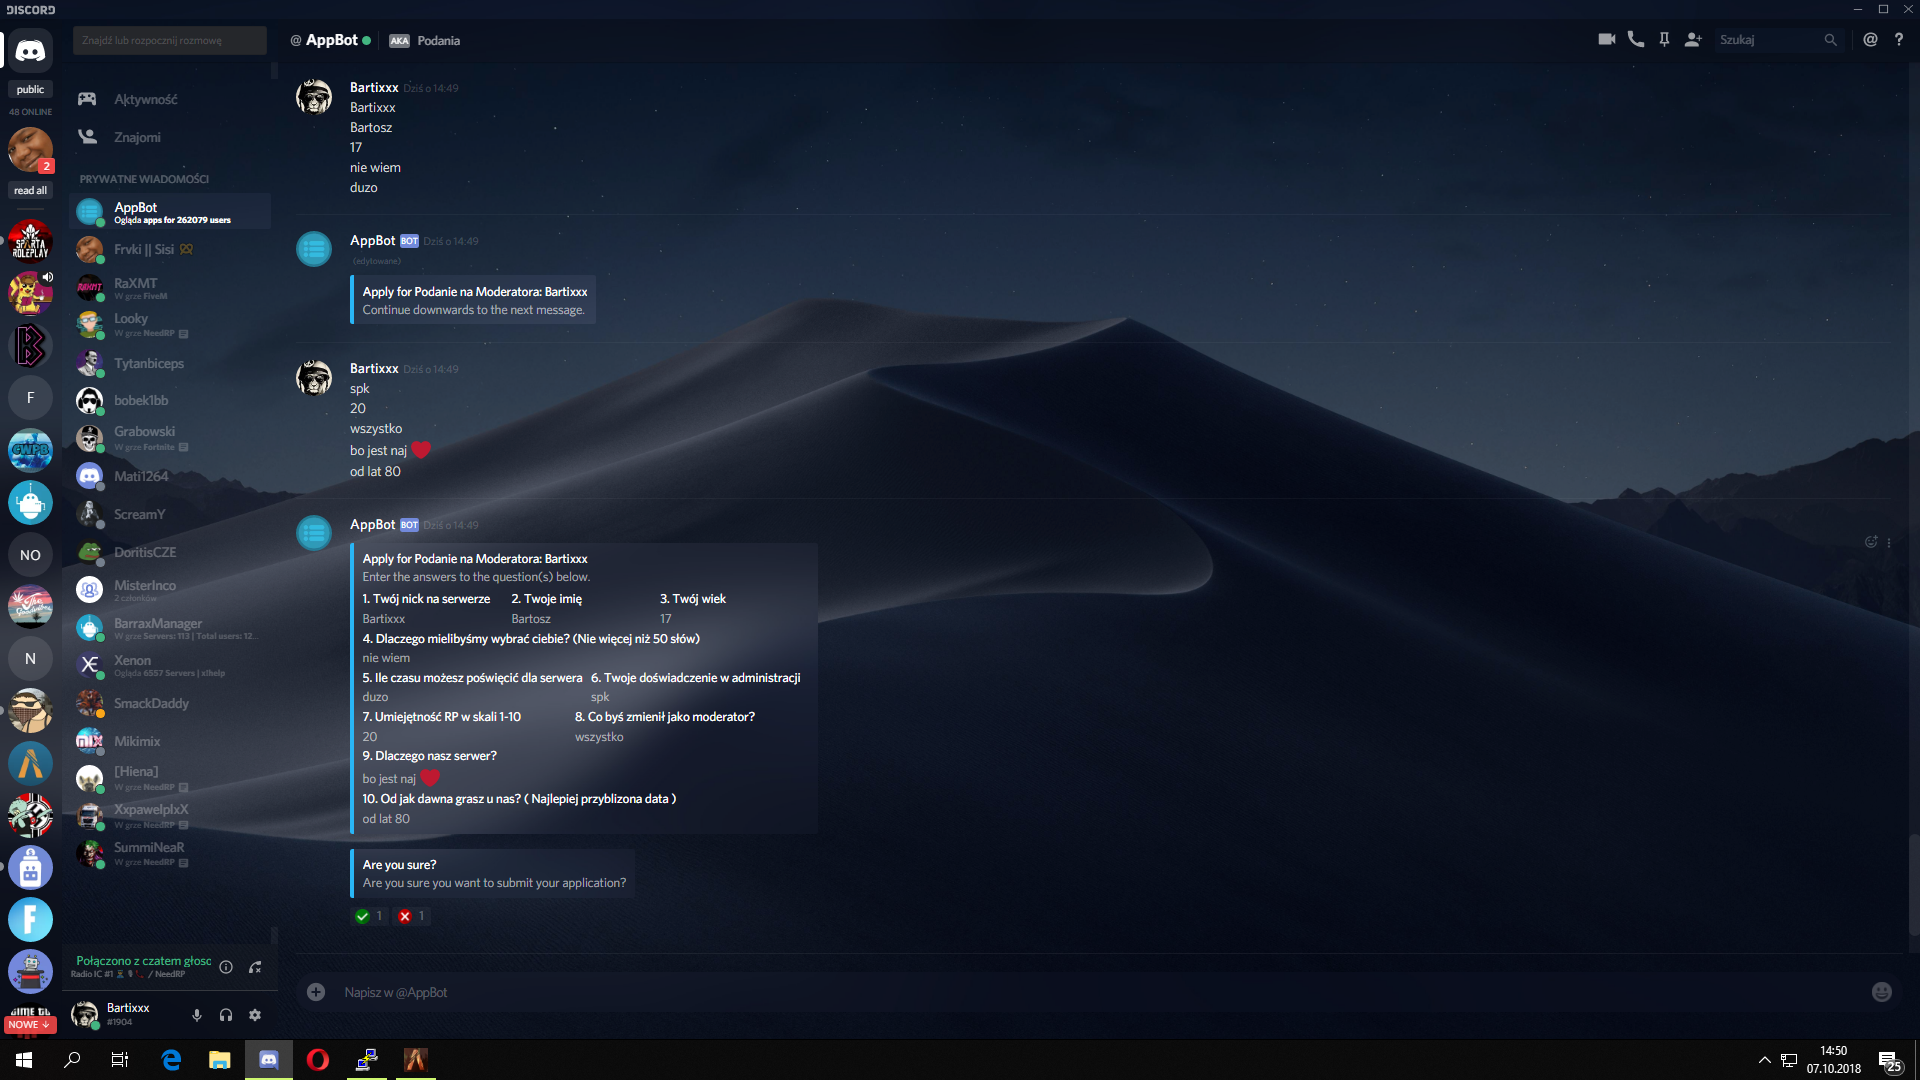 DISCORD
Znajdź lub rozpocznij rozmowę
@ AppBot
AKA Podania
Szukaj
public
48 ONLINE
2
read all
SPARTA
ROLEPLAY
F
CWPB
NO
N
F
NOWE ↓
Aktywność
Znajomi
PRYWATNE WIADOMOŚCI
AppBot
Ogląda apps for 262079 users
Frvki || Sisi
RaXMT
W grze FiveM
Looky
W grze NeedRP
Tytanbiceps
bobek1bb
Grabowski
W grze Fortnite
Mati1264
ScreamY
DoritisCZE
MisterInco
2 członków
BarraxManager
W grze Servers: 113 | Total users: 12...
Xenon
Ogląda 6557 Servers | x!help
SmackDaddy
Mikimix
[Hiena]
W grze NeedRP
XxpawelplxX
W grze NeedRP
SummiNeaR
W grze NeedRP
Połączono z czatem głosc
Radio IC #1 / NeedRP
Bartixxx
#1904
Bartixxx Dziś o 14:49
Bartixxx
Bartosz
17
nie wiem
duzo
AppBot BOT Dziś o 14:49
(edytowane)
Apply for Podanie na Moderatora: Bartixxx
Continue downwards to the next message.
Bartixxx Dziś o 14:49
spk
20
wszystko
bo jest naj ❤
od lat 80
AppBot BOT Dziś o 14:49
Apply for Podanie na Moderatora: Bartixxx
Enter the answers to the question(s) below.
1. Twój nick na serwerze 2. Twoje imię 3. Twój wiek
Bartixxx Bartosz 17
4. Dlaczego mielibyśmy wybrać ciebie? (Nie więcej niż 50 słów)
nie wiem
5. Ile czasu możesz poświęcić dla serwera 6. Twoje doświadczenie w administracji
duzo spk
7. Umiejętność RP w skali 1-10 8. Co byś zmienił jako moderator?
20 wszystko
9. Dlaczego nasz serwer?
bo jest naj ❤
10. Od jak dawna grasz u nas? ( Najlepiej przyblizona data )
od lat 80
Are you sure?
Are you sure you want to submit your application?
1 1
Napisz w @AppBot
14:50
07.10.2018
25